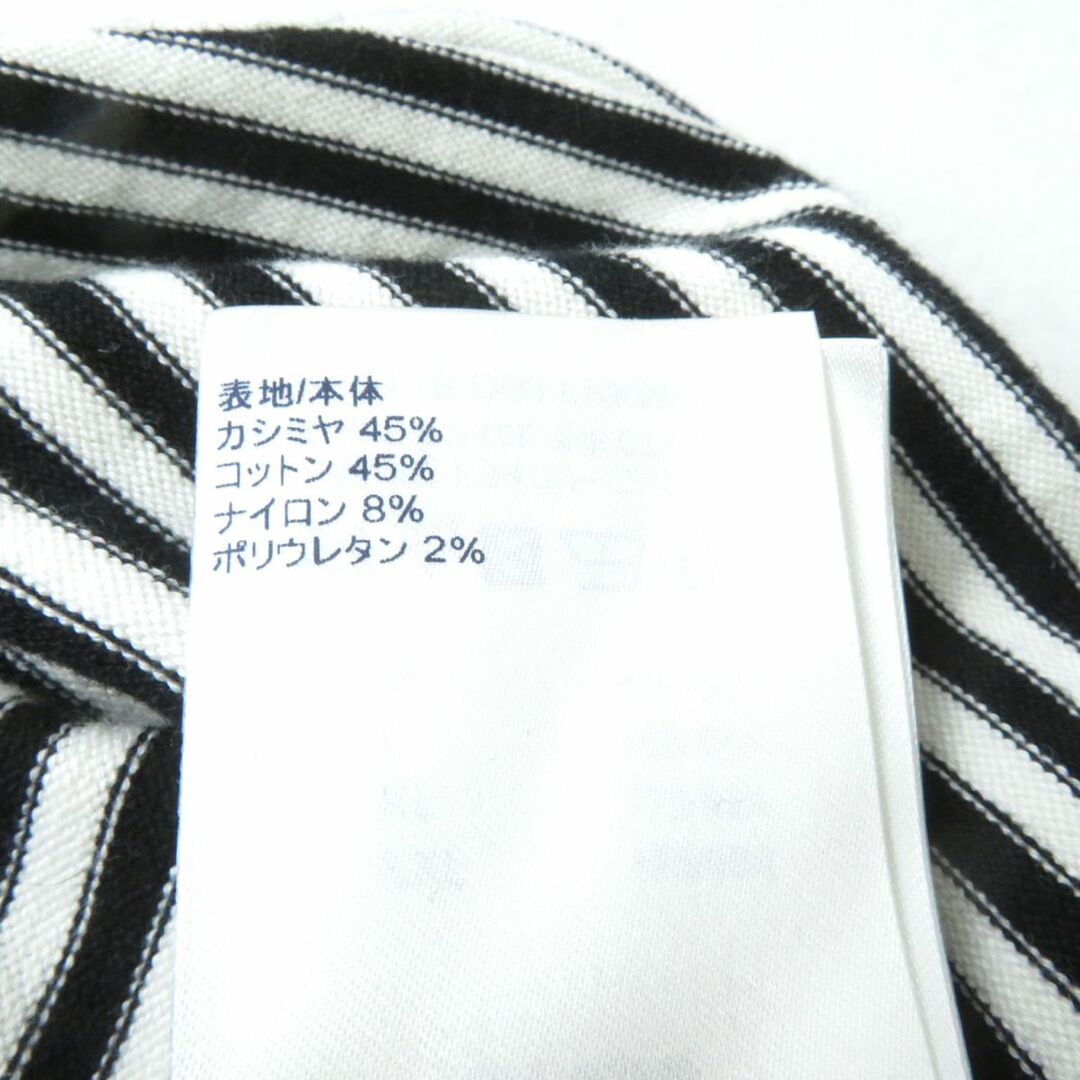 表地/本体
カシミヤ 45%
コットン 45%
ナイロン 8%
ポリウレタン 2%